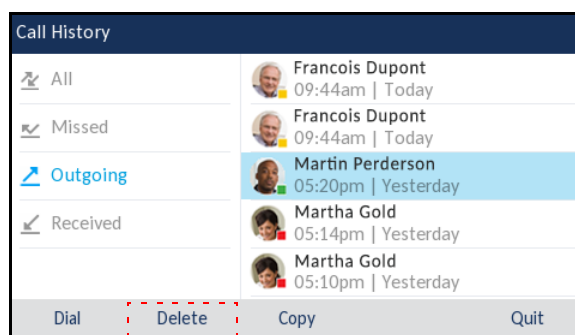 Call History
All
Missed
Outgoing
Received
Francois Dupont
09:44am | Today
Francois Dupont
09:44am | Today
Martin Perderson
05:20pm | Yesterday
Martha Gold
05:14pm | Yesterday
Martha Gold
05:10pm | Yesterday
Dial Delete Copy Quit